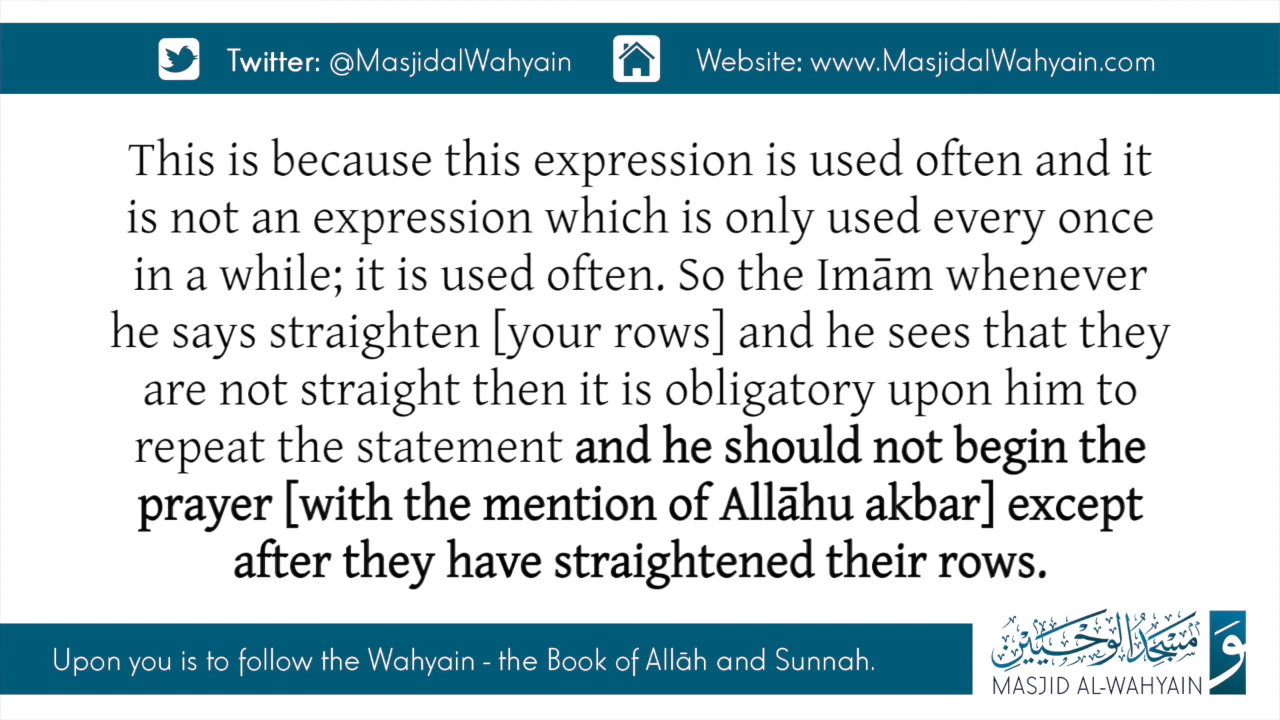 Twitter: @MasjidalWahyain Website: www.MasjidalWahyain.com
This is because this expression is used often and it
is not an expression which is only used every once
in a while; it is used often. So the Imām whenever
he says straighten [your rows] and he sees that they
are not straight then it is obligatory upon him to
repeat the statement and he should not begin the
prayer [with the mention of Allāhu akbar] except
after they have straightened their rows.
Upon you is to follow the Wahyain - the Book of Allāh and Sunnah.
مَسْجِدُ الوَحْيَيْنِ
و
MASJID AL-WAHYAIN